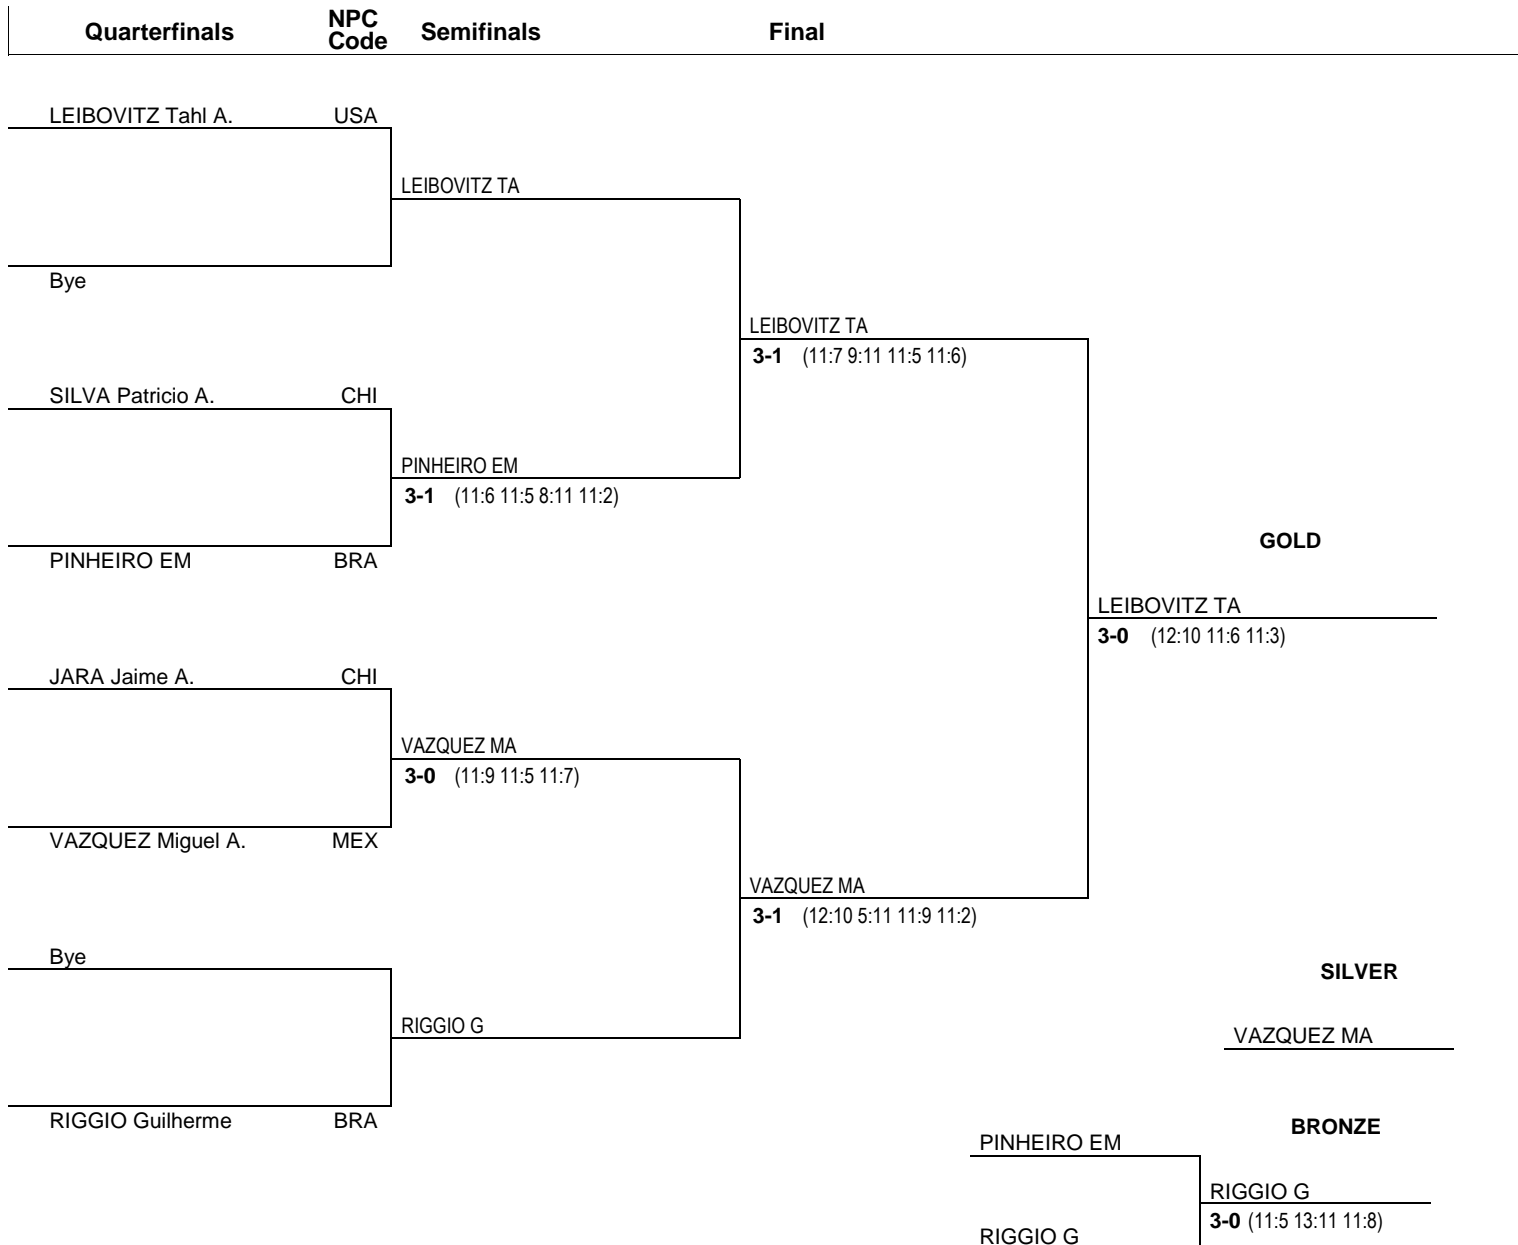 Quarterfinals NPC Code Semifinals Final
LEIBOVITZ Tahl A. USA
LEIBOVITZ TA
Bye
LEIBOVITZ TA
3-1 (11:7 9:11 11:5 11:6)
SILVA Patricio A. CHI
PINHEIRO EM
3-1 (11:6 11:5 8:11 11:2)
GOLD
PINHEIRO EM BRA
LEIBOVITZ TA
3-0 (12:10 11:6 11:3)
JARA Jaime A. CHI
VAZQUEZ MA
3-0 (11:9 11:5 11:7)
VAZQUEZ Miguel A. MEX
VAZQUEZ MA
3-1 (12:10 5:11 11:9 11:2)
Bye
SILVER
RIGGIO G
VAZQUEZ MA
RIGGIO Guilherme BRA
BRONZE
PINHEIRO EM
RIGGIO G
3-0 (11:5 13:11 11:8)
RIGGIO G